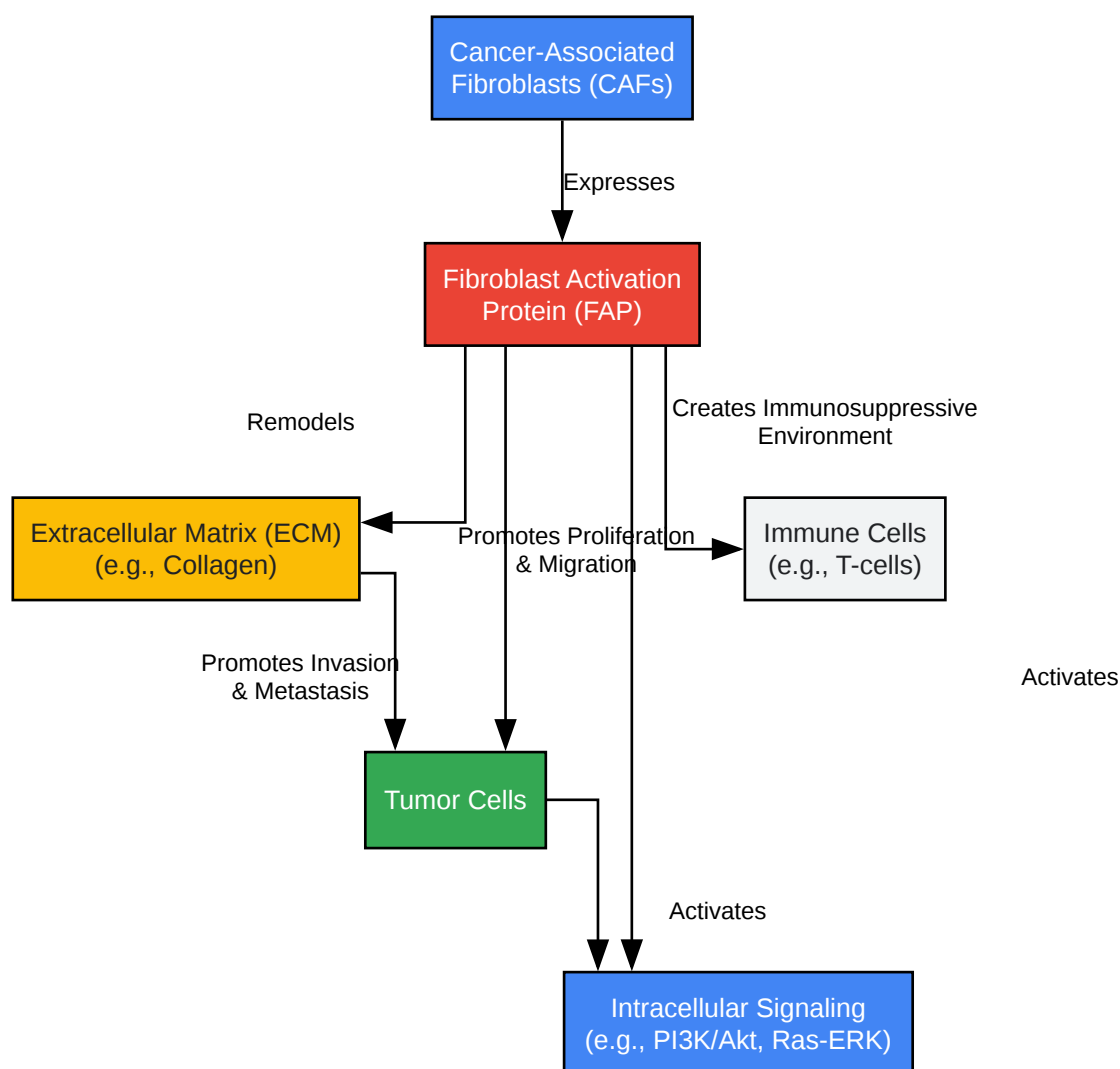 Cancer-Associated
Fibroblasts (CAFs)
Expresses
Fibroblast Activation
Protein (FAP)
Remodels
Creates Immunosuppressive
Environment
Extracellular Matrix (ECM)
(e.g., Collagen)
Promotes Proliferation
& Migration
Immune Cells
(e.g., T-cells)
Promotes Invasion
& Metastasis
Activates
Tumor Cells
Activates
Intracellular Signaling
(e.g., PI3K/Akt, Ras-ERK)